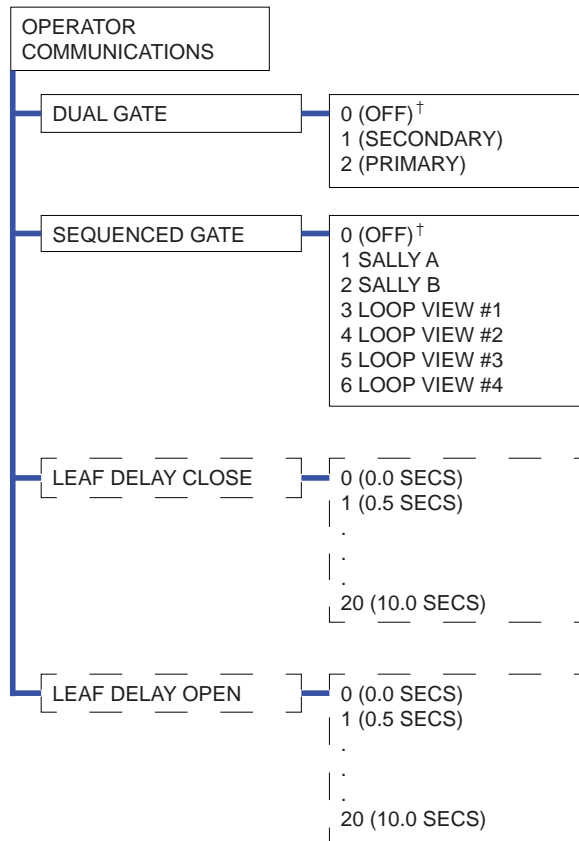 OPERATOR
COMMUNICATIONS
DUAL GATE
0 (OFF)†
1 (SECONDARY)
2 (PRIMARY)
SEQUENCED GATE
0 (OFF)†
1 SALLY A
2 SALLY B
3 LOOP VIEW #1
4 LOOP VIEW #2
5 LOOP VIEW #3
6 LOOP VIEW #4
LEAF DELAY CLOSE
0 (0.0 SECS)
1 (0.5 SECS)
.
.
.
20 (10.0 SECS)
LEAF DELAY OPEN
0 (0.0 SECS)
1 (0.5 SECS)
.
.
.
20 (10.0 SECS)